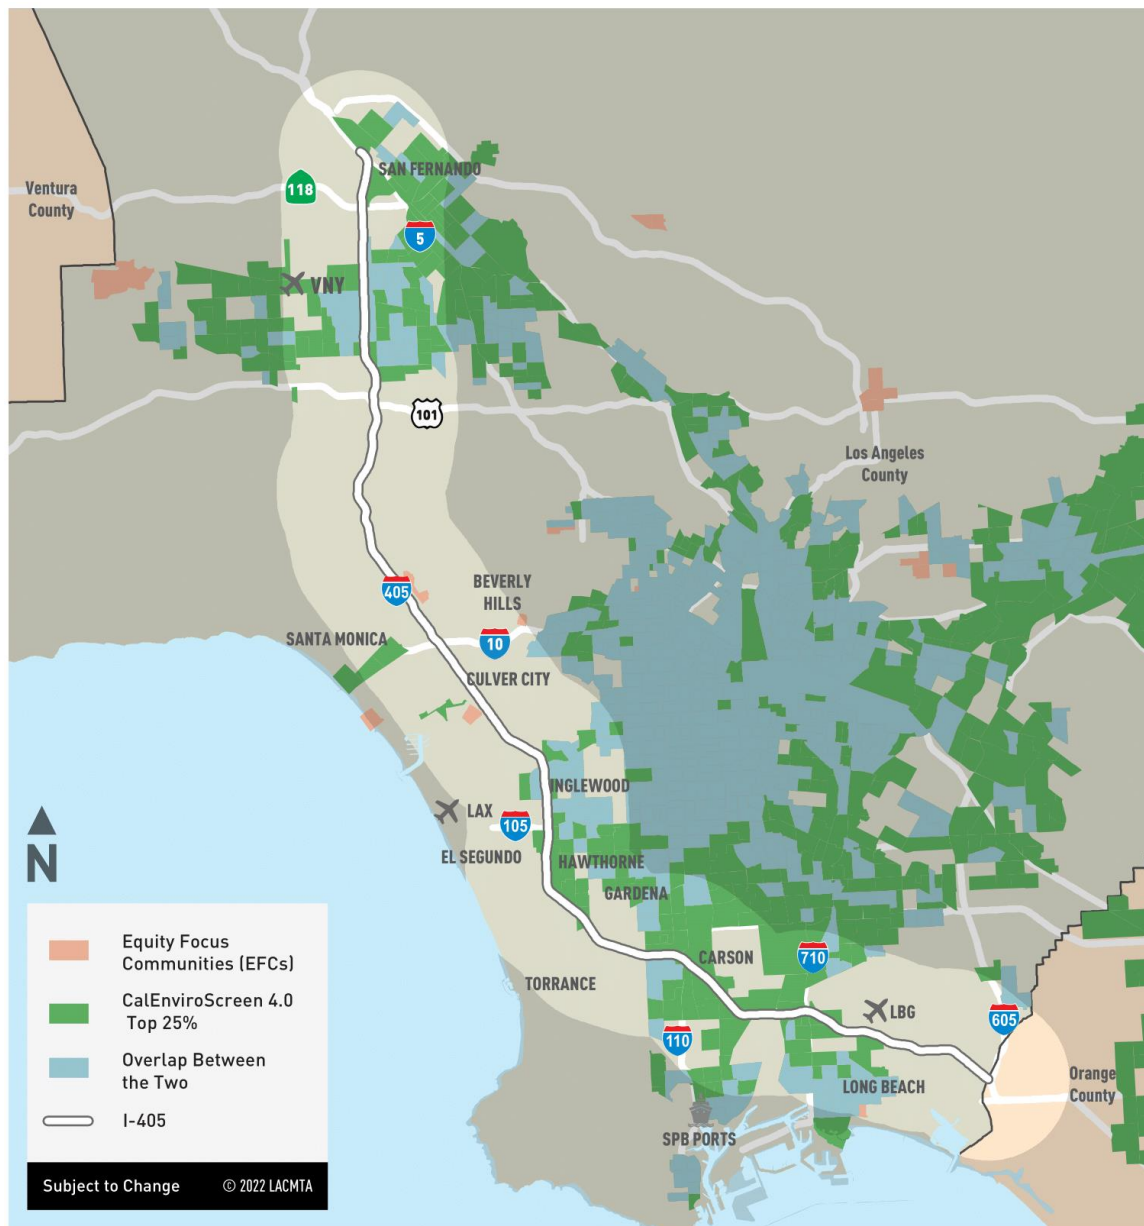 SAN FERNANDO
118
Ventura
County
5
VNY
101
Los Angeles
County
405
BEVERLY
HILLS
SANTA MONICA
10
CULVER CITY
INGLEWOOD
LAX
105
EL SEGUNDO
HAWTHORNE
GARDENA
N
CARSON
710
TORRANCE
LBG
605
110
Orange
County
LONG BEACH
SPB PORTS
Equity Focus
Communities (EFCs)
CalEnviroScreen 4.0
Top 25%
Overlap Between
the Two
I-405
Subject to Change
© 2022 LACMTA